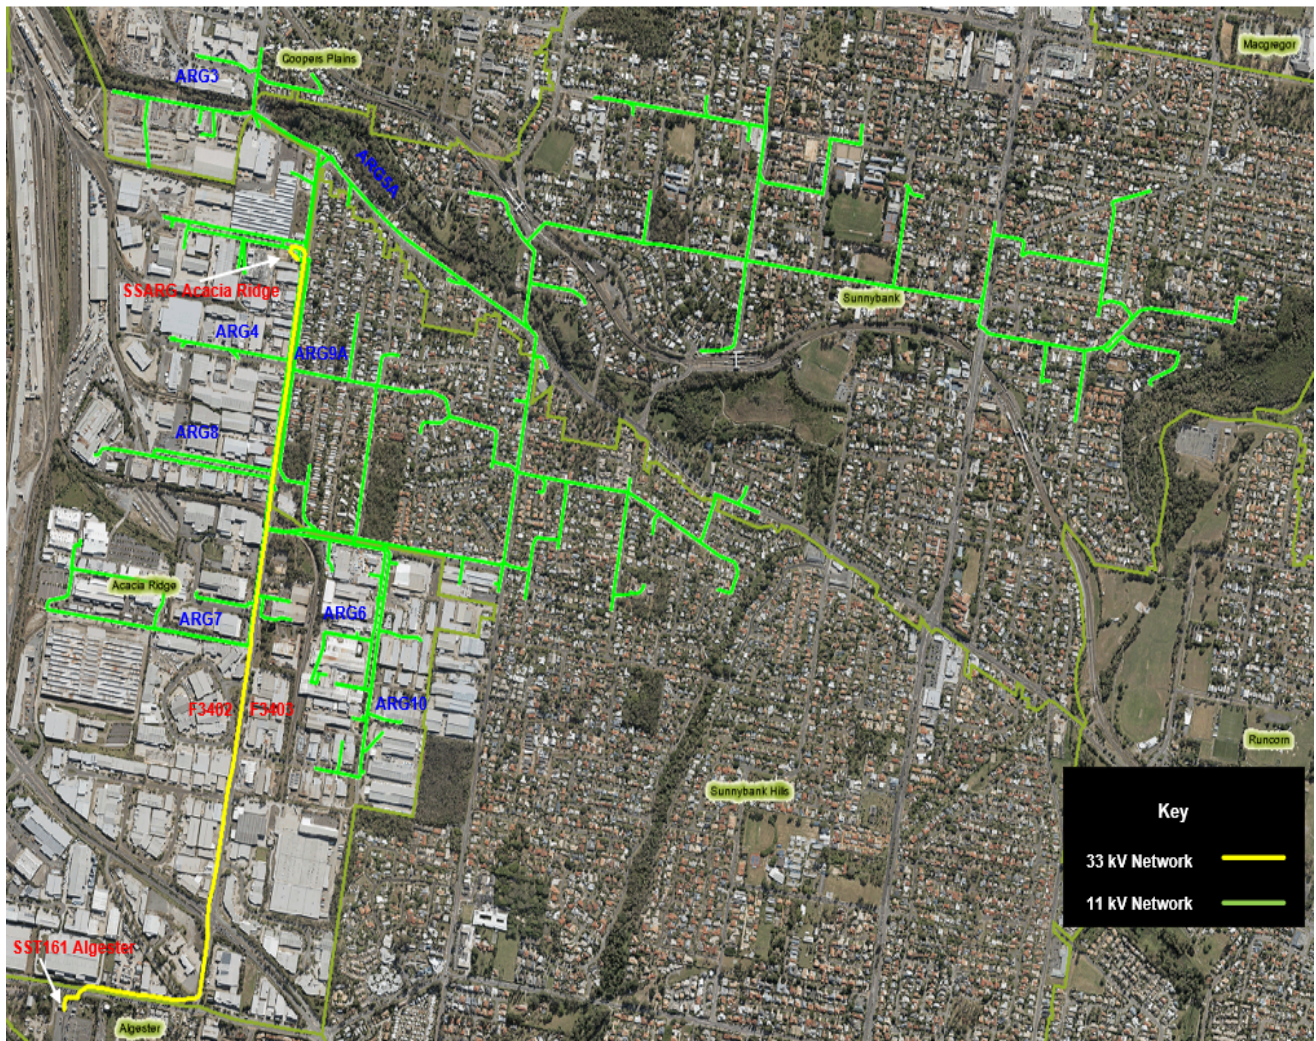 Coopers Plains
Macgregor
ARG3
ARG5A
SSARG Acacia Ridge
Sunnybank
ARG4
ARG9A
ARG8
Acacia Ridge
ARG7
ARG6
F3402
F3403
ARG10
Runcorn
Sunnybank Hills
Key
33 kV Network
11 kV Network
SST161 Algester
Algester